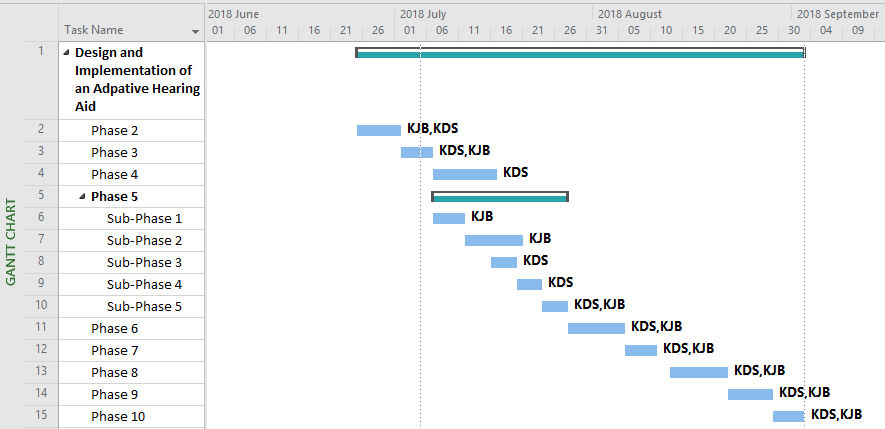 2018 June 2018 July 2018 August 2018 September
Task Name 01 06 11 16 21 26 01 06 11 16 21 26 31 05 10 15 20 25 30 04 09
GANTT CHART
1 Design and
Implementation of
an Adpative Hearing
Aid
2 Phase 2 KJB,KDS
3 Phase 3 KDS,KJB
4 Phase 4 KDS
5 Phase 5
6 Sub-Phase 1 KJB
7 Sub-Phase 2 KJB
8 Sub-Phase 3 KDS
9 Sub-Phase 4 KDS
10 Sub-Phase 5 KDS,KJB
11 Phase 6 KDS,KJB
12 Phase 7 KDS,KJB
13 Phase 8 KDS,KJB
14 Phase 9 KDS,KJB
15 Phase 10 KDS,KJB